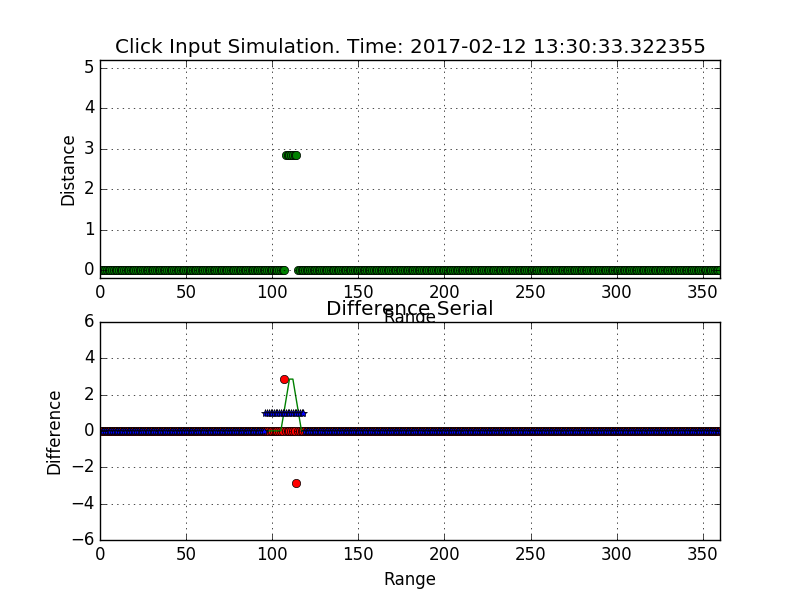 Click Input Simulation. Time: 2017-02-12 13:30:33.322355
5
4
3
2
1
0
Distance
0 50 100 150 200 250 300 350
Range
Difference Serial
6
4
2
0
−2
−4
−6
Difference
0 50 100 150 200 250 300 350
Range